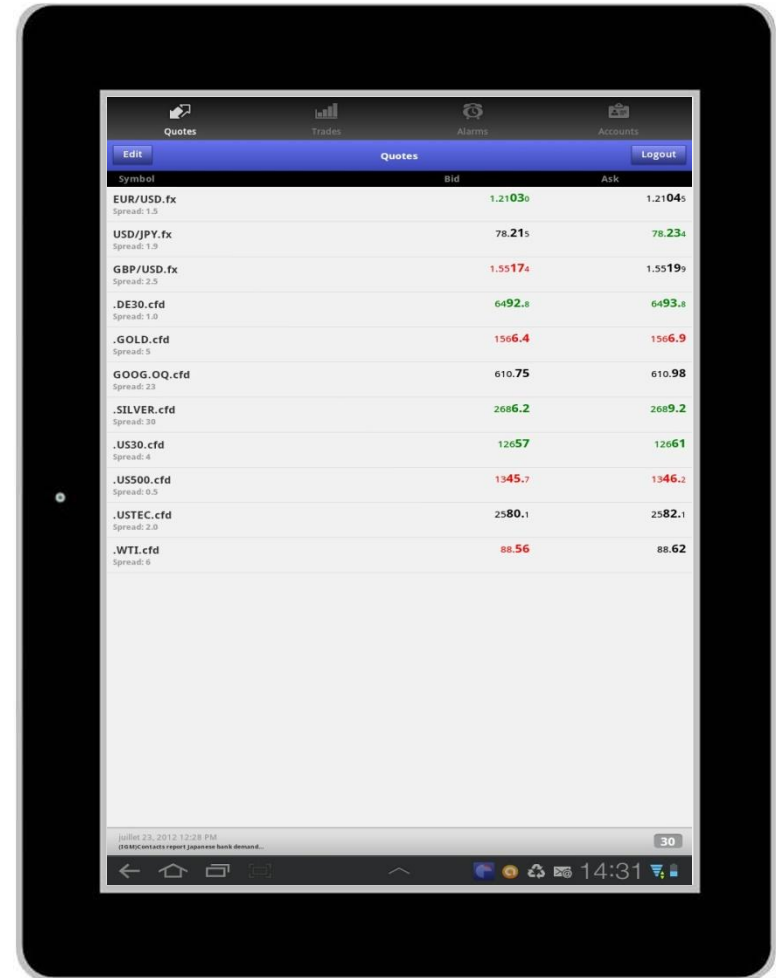 Quotes Trades Alarms Accounts
Edit Quotes Logout
Symbol Bid Ask
EUR/USD.fx 1.21030 1.21045
Spread: 1.5
USD/JPY.fx 78.215 78.234
Spread: 1.9
GBP/USD.fx 1.55174 1.55199
Spread: 2.5
.DE30.cfd 6492.8 6493.8
Spread: 1.0
.GOLD.cfd 1566.4 1566.9
Spread: 5
GOOG.OQ.cfd 610.75 610.98
Spread: 23
.SILVER.cfd 2686.2 2689.2
Spread: 30
.US30.cfd 12657 12661
Spread: 4
.US500.cfd 1345.7 1346.2
Spread: 0.5
.USTEC.cfd 2580.1 2582.1
Spread: 2.0
.WTI.cfd 88.56 88.62
Spread: 6
juillet 23, 2012 12:28 PM
(IGM)Contacts report Japanese bank demand... 30
14:31